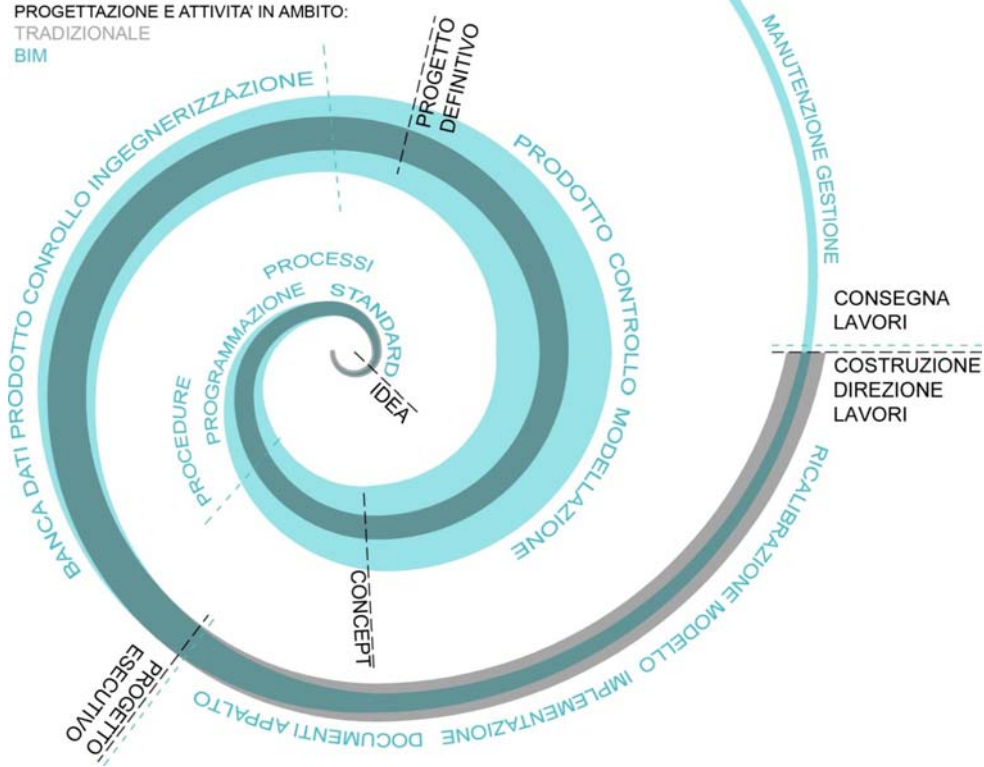 PROGETTAZIONE E ATTIVITA' IN AMBITO:
TRADIZIONALE
BIM
IDEA
STANDARD
PROCESSI
PROGRAMMAZIONE
PROCEDURE
CONCEPT
PRODOTTO CONTROLLO MODELLAZIONE
PROGETTO
DEFINITIVO
BANCA DATI PRODOTTO CONROLLO INGEGNERIZZAZIONE
PROGETTO
ESECUTIVO
RICALIBRAZIONE MODELLO IMPLEMENTAZIONE DOCUMENTI APPALTO
COSTRUZIONE
DIREZIONE
LAVORI
CONSEGNA
LAVORI
MANUTENZIONE GESTIONE